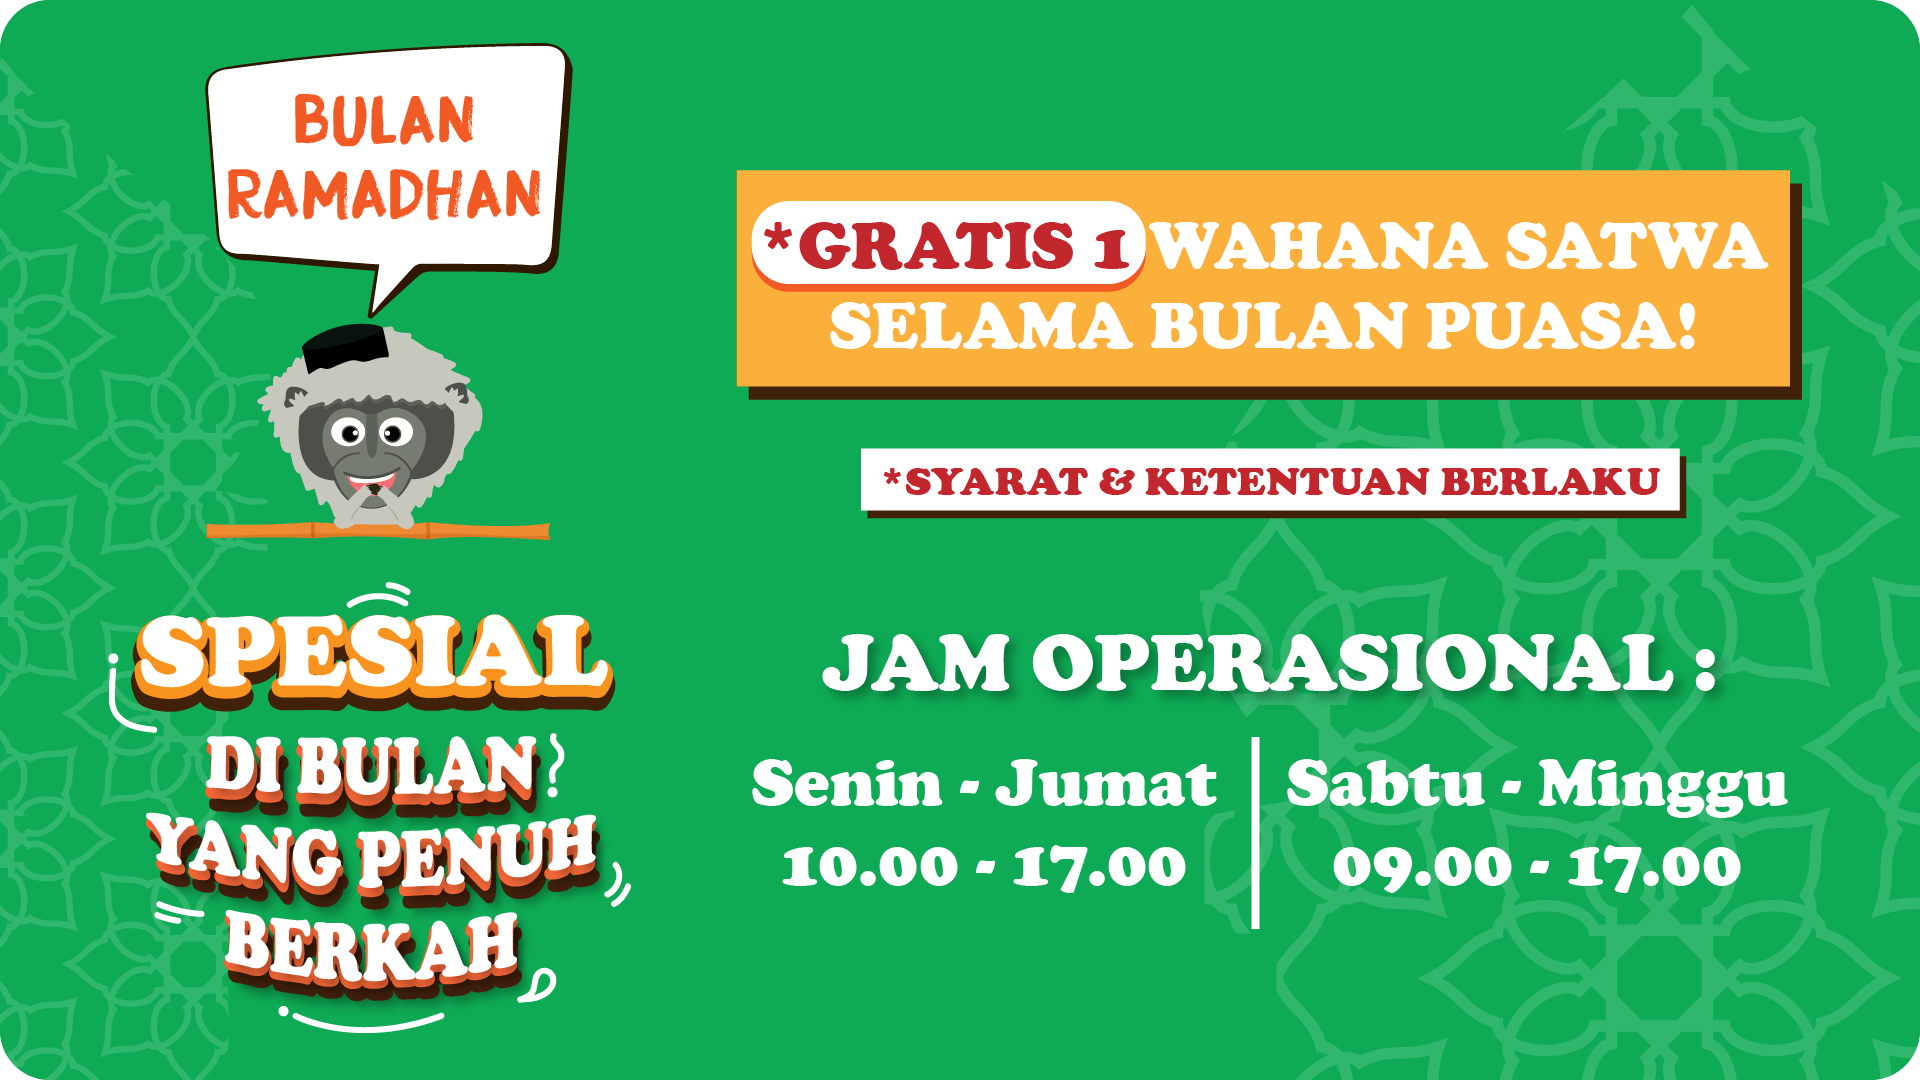 BULAN
RAMADHAN
SPESIAL
DI BULAN
YANG PENUH
BERKAH
*GRATIS 1 WAHANA SATWA
SELAMA BULAN PUASA!
*SYARAT & KETENTUAN BERLAKU
JAM OPERASIONAL :
Senin - Jumat
10.00 - 17.00
Sabtu - Minggu
09.00 - 17.00